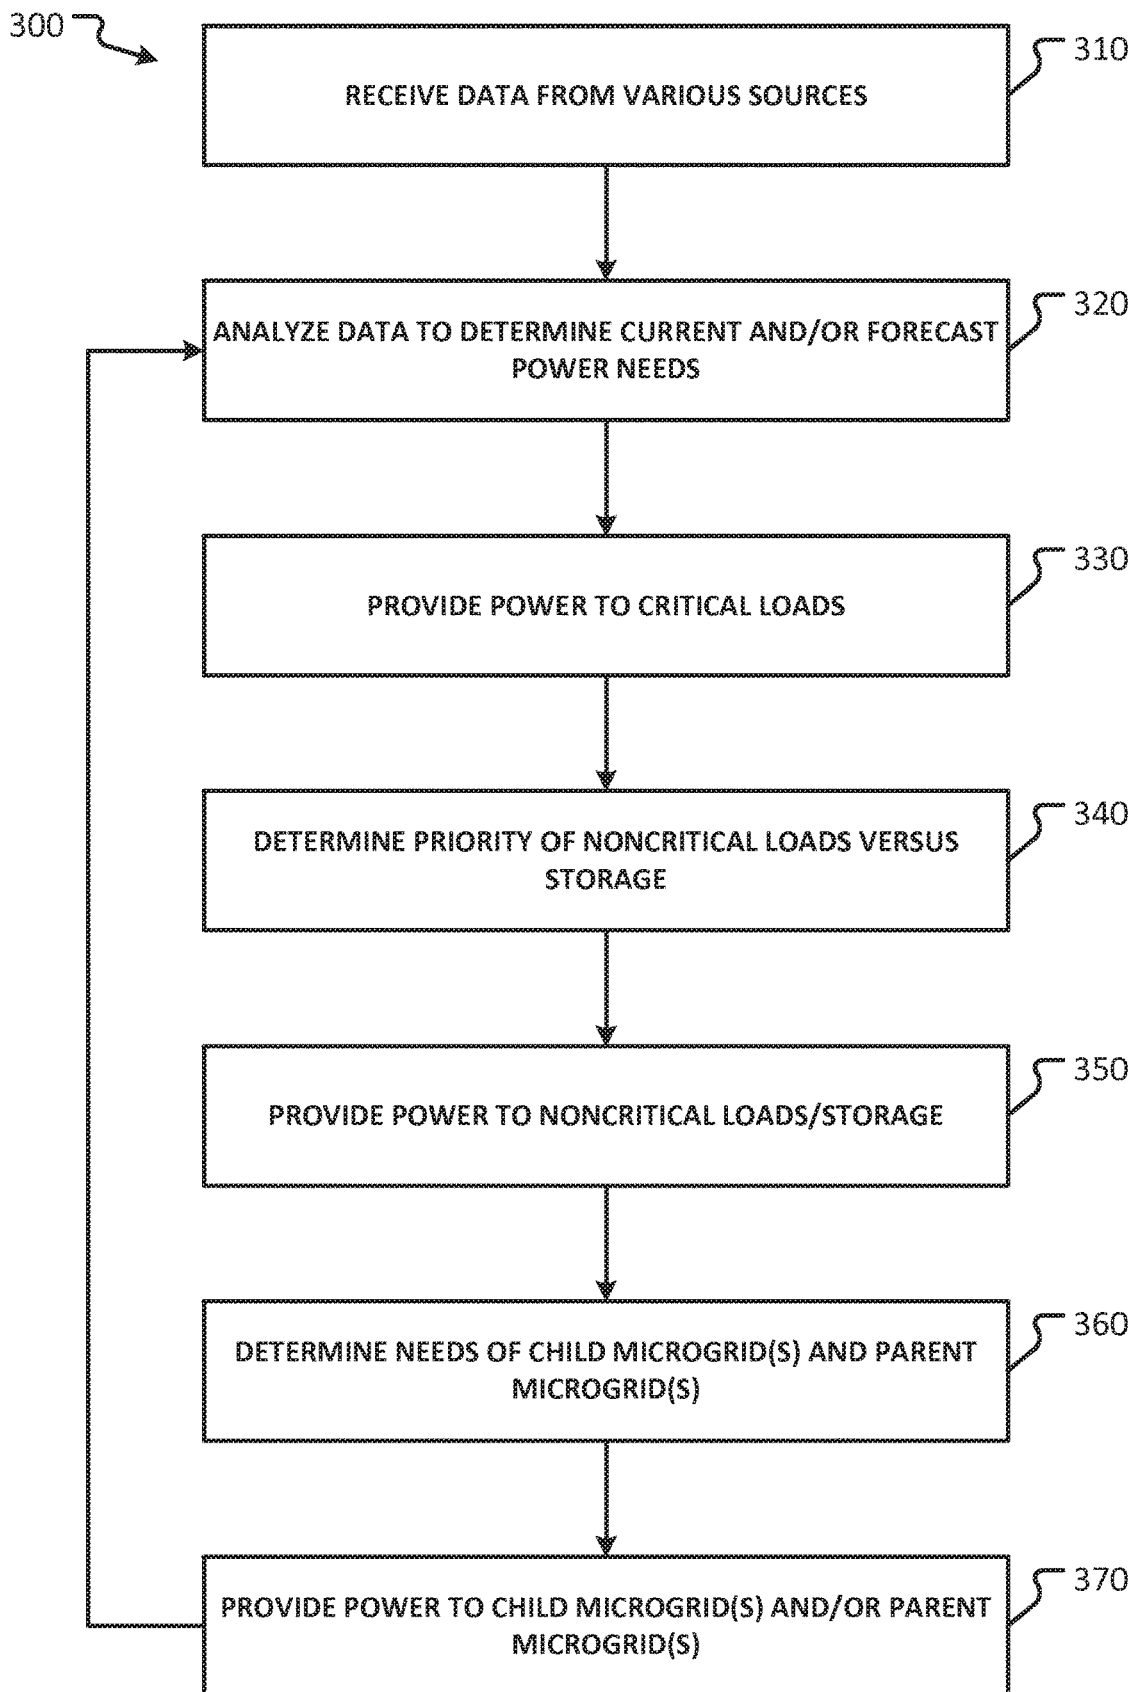 300
310
RECEIVE DATA FROM VARIOUS SOURCES
320
ANALYZE DATA TO DETERMINE CURRENT AND/OR FORECAST
POWER NEEDS
330
PROVIDE POWER TO CRITICAL LOADS
340
DETERMINE PRIORITY OF NONCRITICAL LOADS VERSUS
STORAGE
350
PROVIDE POWER TO NONCRITICAL LOADS/STORAGE
360
DETERMINE NEEDS OF CHILD MICROGRID(S) AND PARENT
MICROGRID(S)
370
PROVIDE POWER TO CHILD MICROGRID(S) AND/OR PARENT
MICROGRID(S)